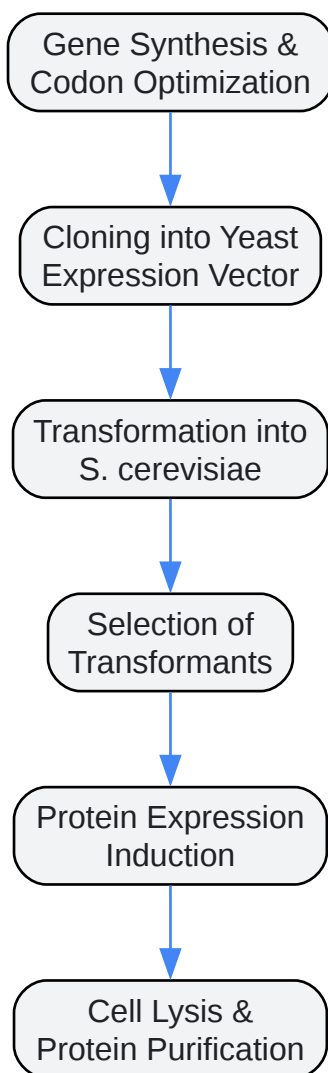 Gene Synthesis &
Codon Optimization
Cloning into Yeast
Expression Vector
Transformation into
S. cerevisiae
Selection of
Transformants
Protein Expression
Induction
Cell Lysis &
Protein Purification